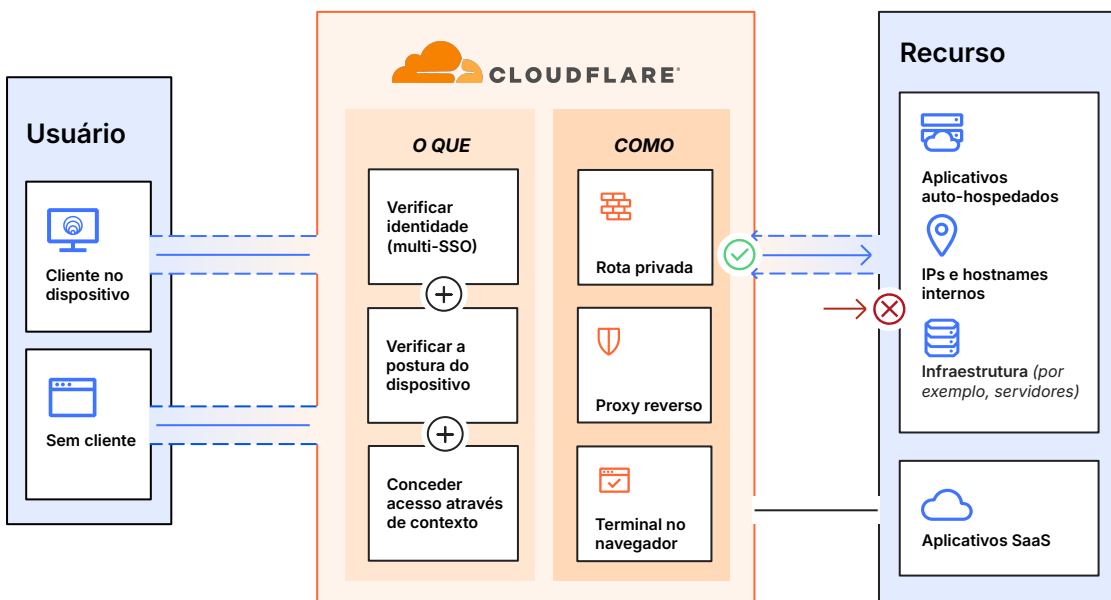 Usuário
Cliente no
dispositivo
Sem cliente
CLOUDFLARE
O QUE
Verificar
identidade
(multi-SSO)
Verificar a
postura do
dispositivo
Conceder
acesso através
de contexto
COMO
Rota privada
Proxy reverso
Terminal no
navegador
Recurso
Aplicativos
auto-hospedados
IPs e hostnames
internos
Infraestrutura (por
exemplo, servidores)
Aplicativos SaaS